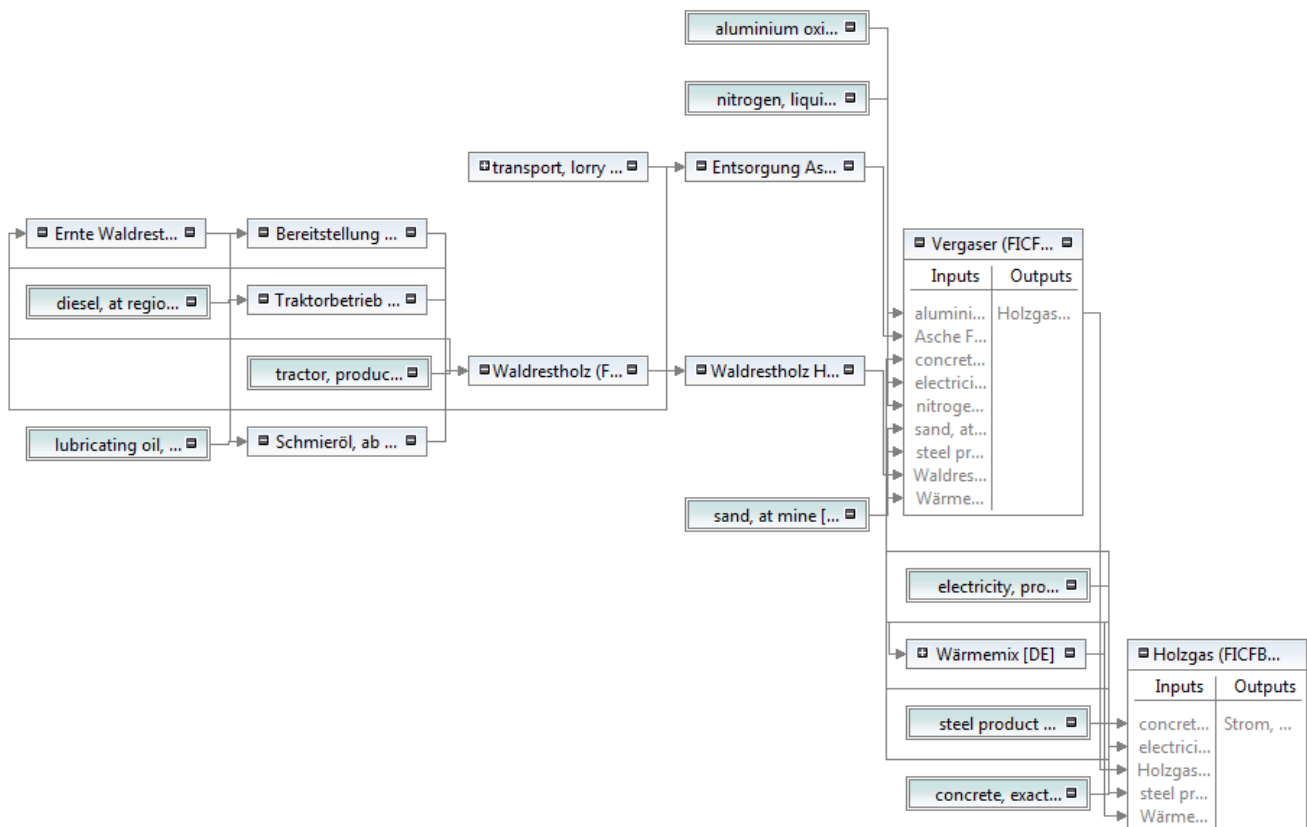 aluminium oxi...
nitrogen, liqui...
transport, lorry ...
Entsorgung As...
Ernte Waldrest...
Bereitstellung ...
diesel, at regio...
Traktorbetrieb ...
tractor, produc...
Waldrestholz (F...
Waldrestholz H...
lubricating oil, ...
Schmieröl, ab ...
sand, at mine [...
Vergaser (FICF...
Inputs Outputs
alumini... Holzgas...
Asche F...
concret...
electrici...
nitroge...
sand, at...
steel pr...
Waldres...
Wärme...
electricity, pro...
Wärmemix [DE]
steel product ...
concrete, exact...
Holzgas (FICFB...
Inputs Outputs
concret... Strom, ...
electrici...
Holzgas...
steel pr...
Wärme...